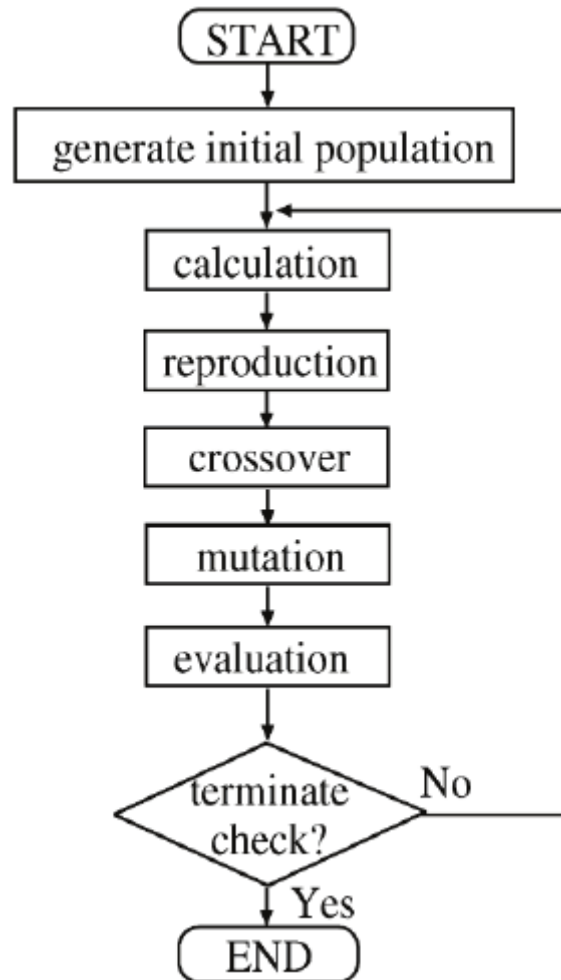 START
generate initial population
calculation
reproduction
crossover
mutation
evaluation
terminate
check?
No
Yes
END